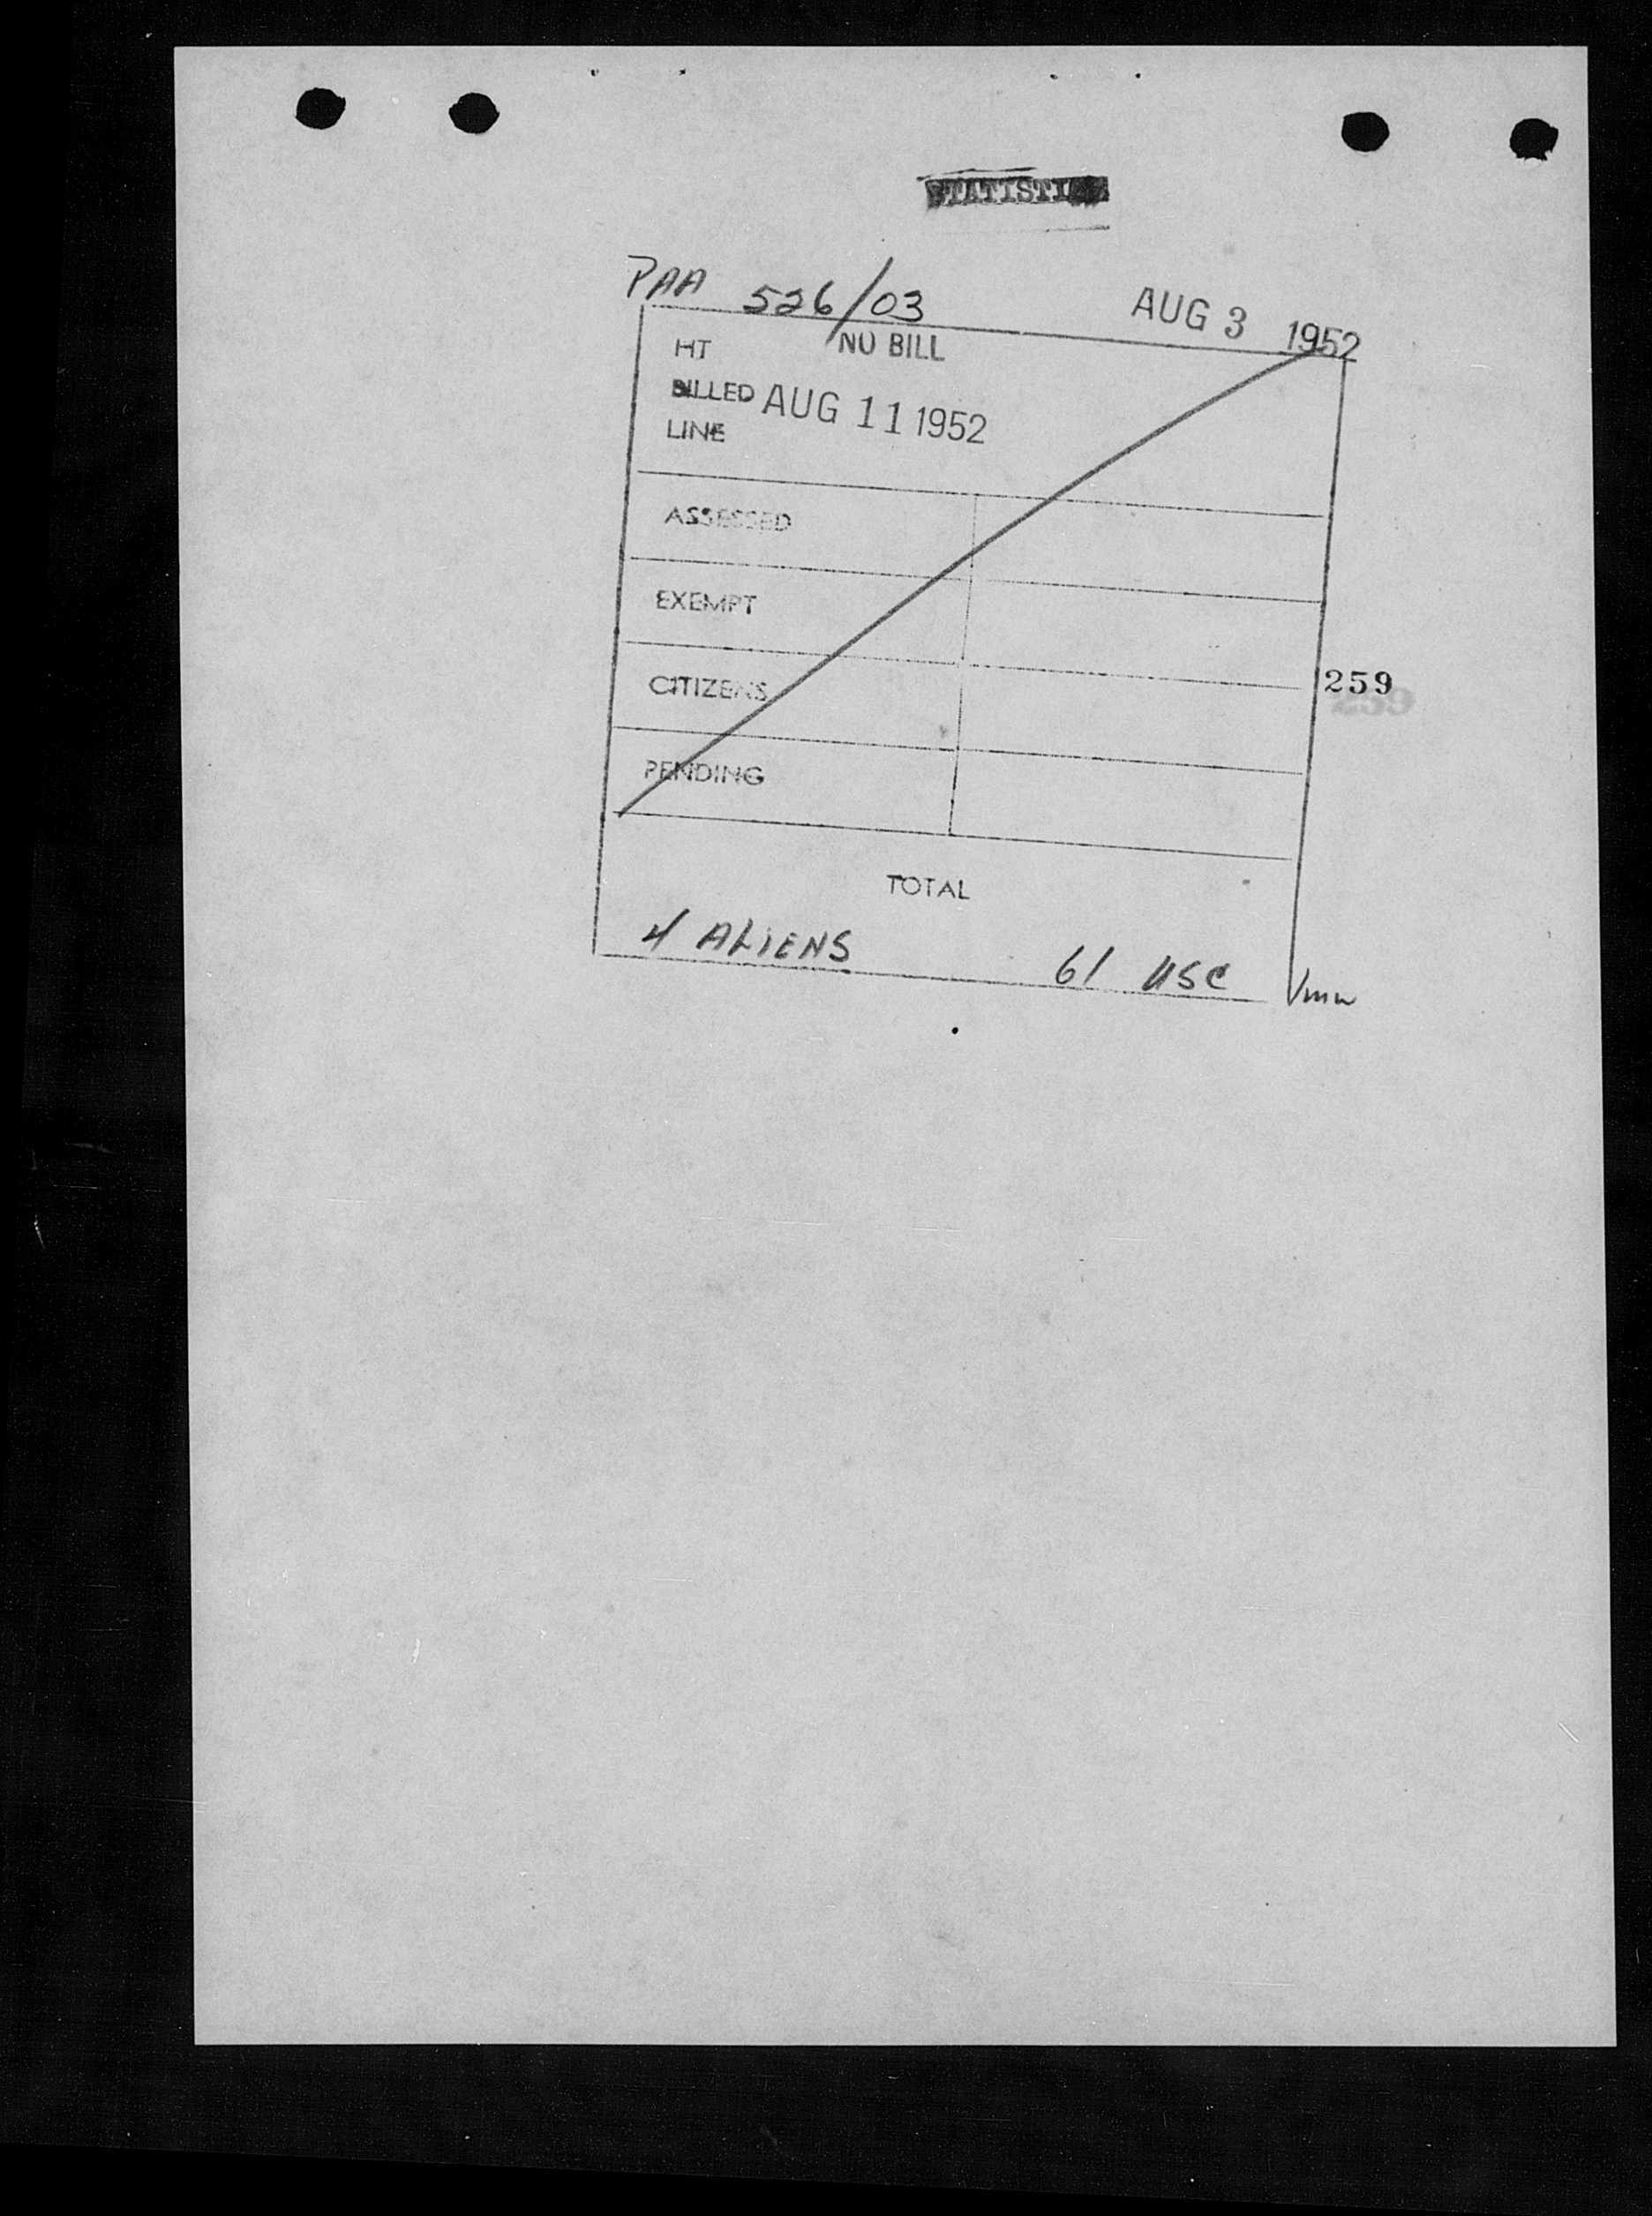 STATISTI
PAA 526/03 AUG 3 1952
HT NO BILL
BILLED AUG 11 1952
LINE
ASSESSED
EXEMPT
CITIZENS
259
PENDING
TOTAL
4 ALIENS 61 USC